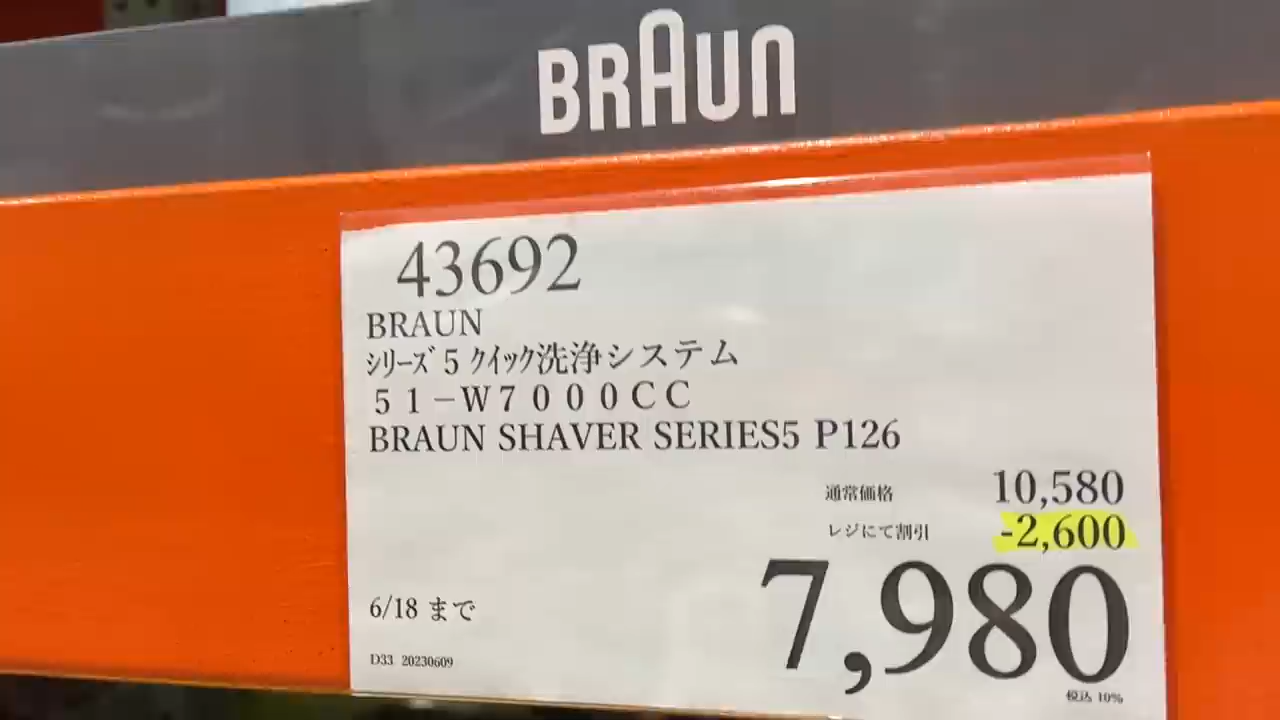 BRAUN
43692
BRAUN
ｼﾘｰｽﾞ 5 ｸｲｯｸ洗浄システム
５１－Ｗ７０００ＣＣ
BRAUN SHAVER SERIES5 P126
通常価格 10,580
レジにて割引 -2,600
7,980
6/18 まで
D33 20230609
税込 10%